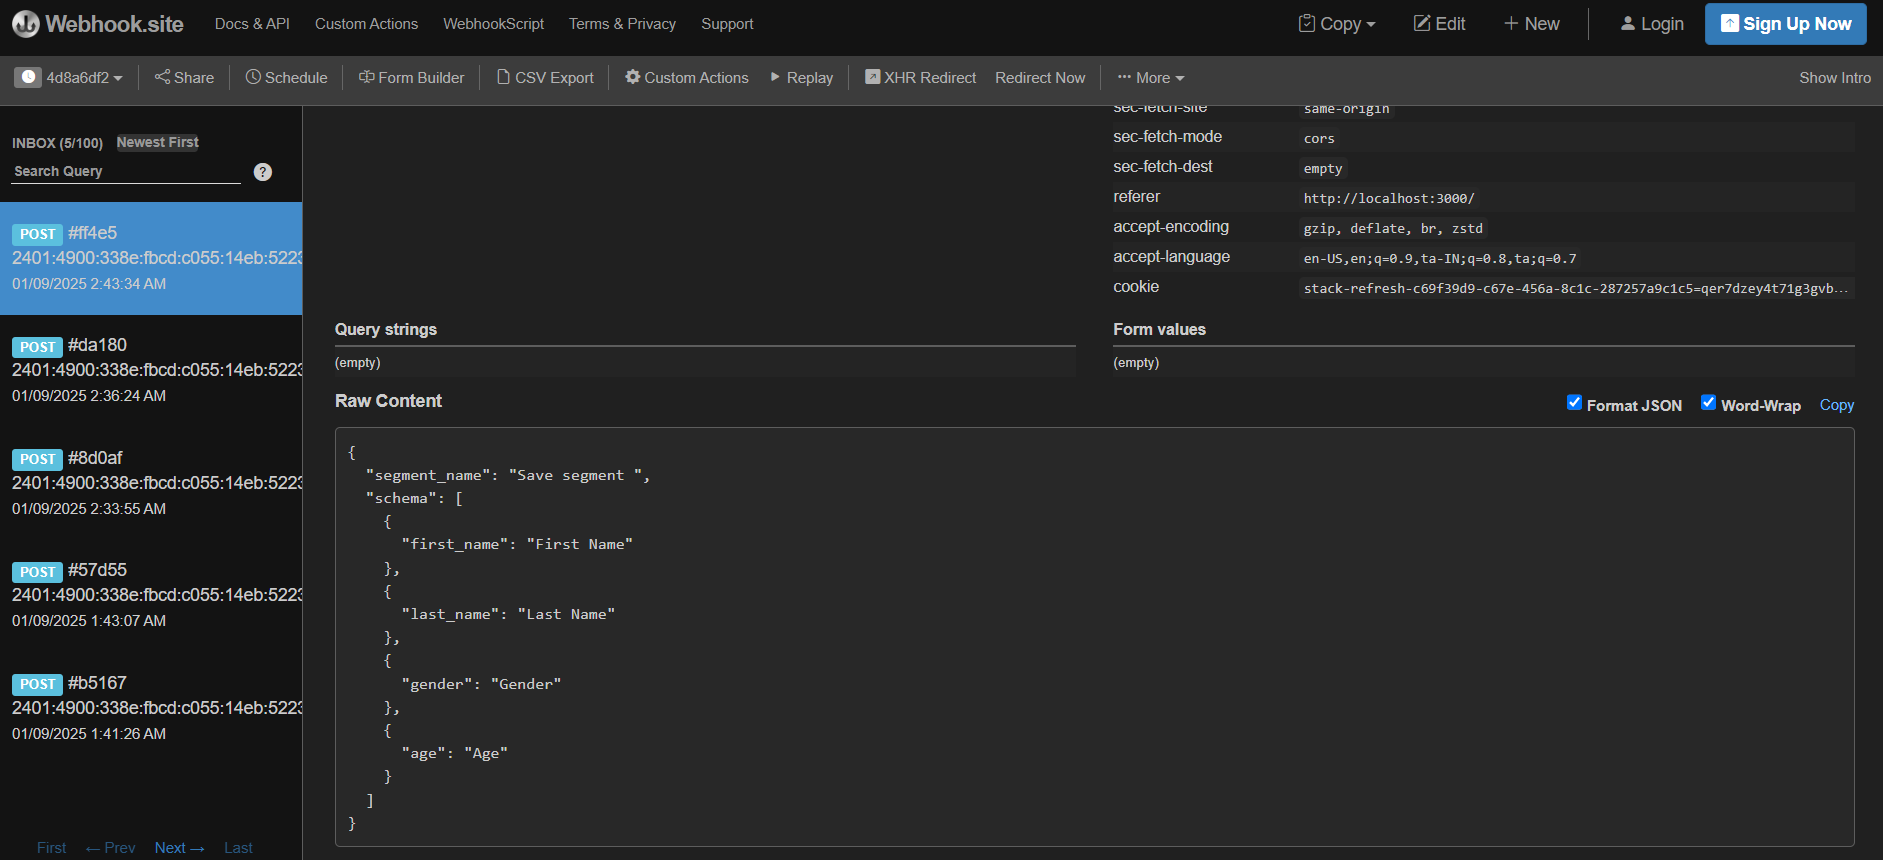 Webhook.site Docs & API Custom Actions WebhookScript Terms & Privacy Support Copy Edit New Login Sign Up Now
4d8a6df2 Share Schedule Form Builder CSV Export Custom Actions Replay XHR Redirect Redirect Now More Show Intro
INBOX (5/100) Newest First
Search Query ?
POST #ff4e5
2401:4900:338e:fbcd:c055:14eb:5223
01/09/2025 2:43:34 AM
POST #da180
2401:4900:338e:fbcd:c055:14eb:5223
01/09/2025 2:36:24 AM
POST #8d0af
2401:4900:338e:fbcd:c055:14eb:5223
01/09/2025 2:33:55 AM
POST #57d55
2401:4900:338e:fbcd:c055:14eb:5223
01/09/2025 1:43:07 AM
POST #b5167
2401:4900:338e:fbcd:c055:14eb:5223
01/09/2025 1:41:26 AM
First ← Prev Next → Last
sec-fetch-site same-origin
sec-fetch-mode cors
sec-fetch-dest empty
referer http://localhost:3000/
accept-encoding gzip, deflate, br, zstd
accept-language en-US,en;q=0.9,ta-IN;q=0.8,ta;q=0.7
cookie stack-refresh-c69f39d9-c67e-456a-8c1c-287257a9c1c5=qer7dzey4t71g3gvb...
Query strings
(empty)
Form values
(empty)
Raw Content Format JSON Word-Wrap Copy
{
"segment_name": "Save segment ",
"schema": [
{
"first_name": "First Name"
},
{
"last_name": "Last Name"
},
{
"gender": "Gender"
},
{
"age": "Age"
}
]
}